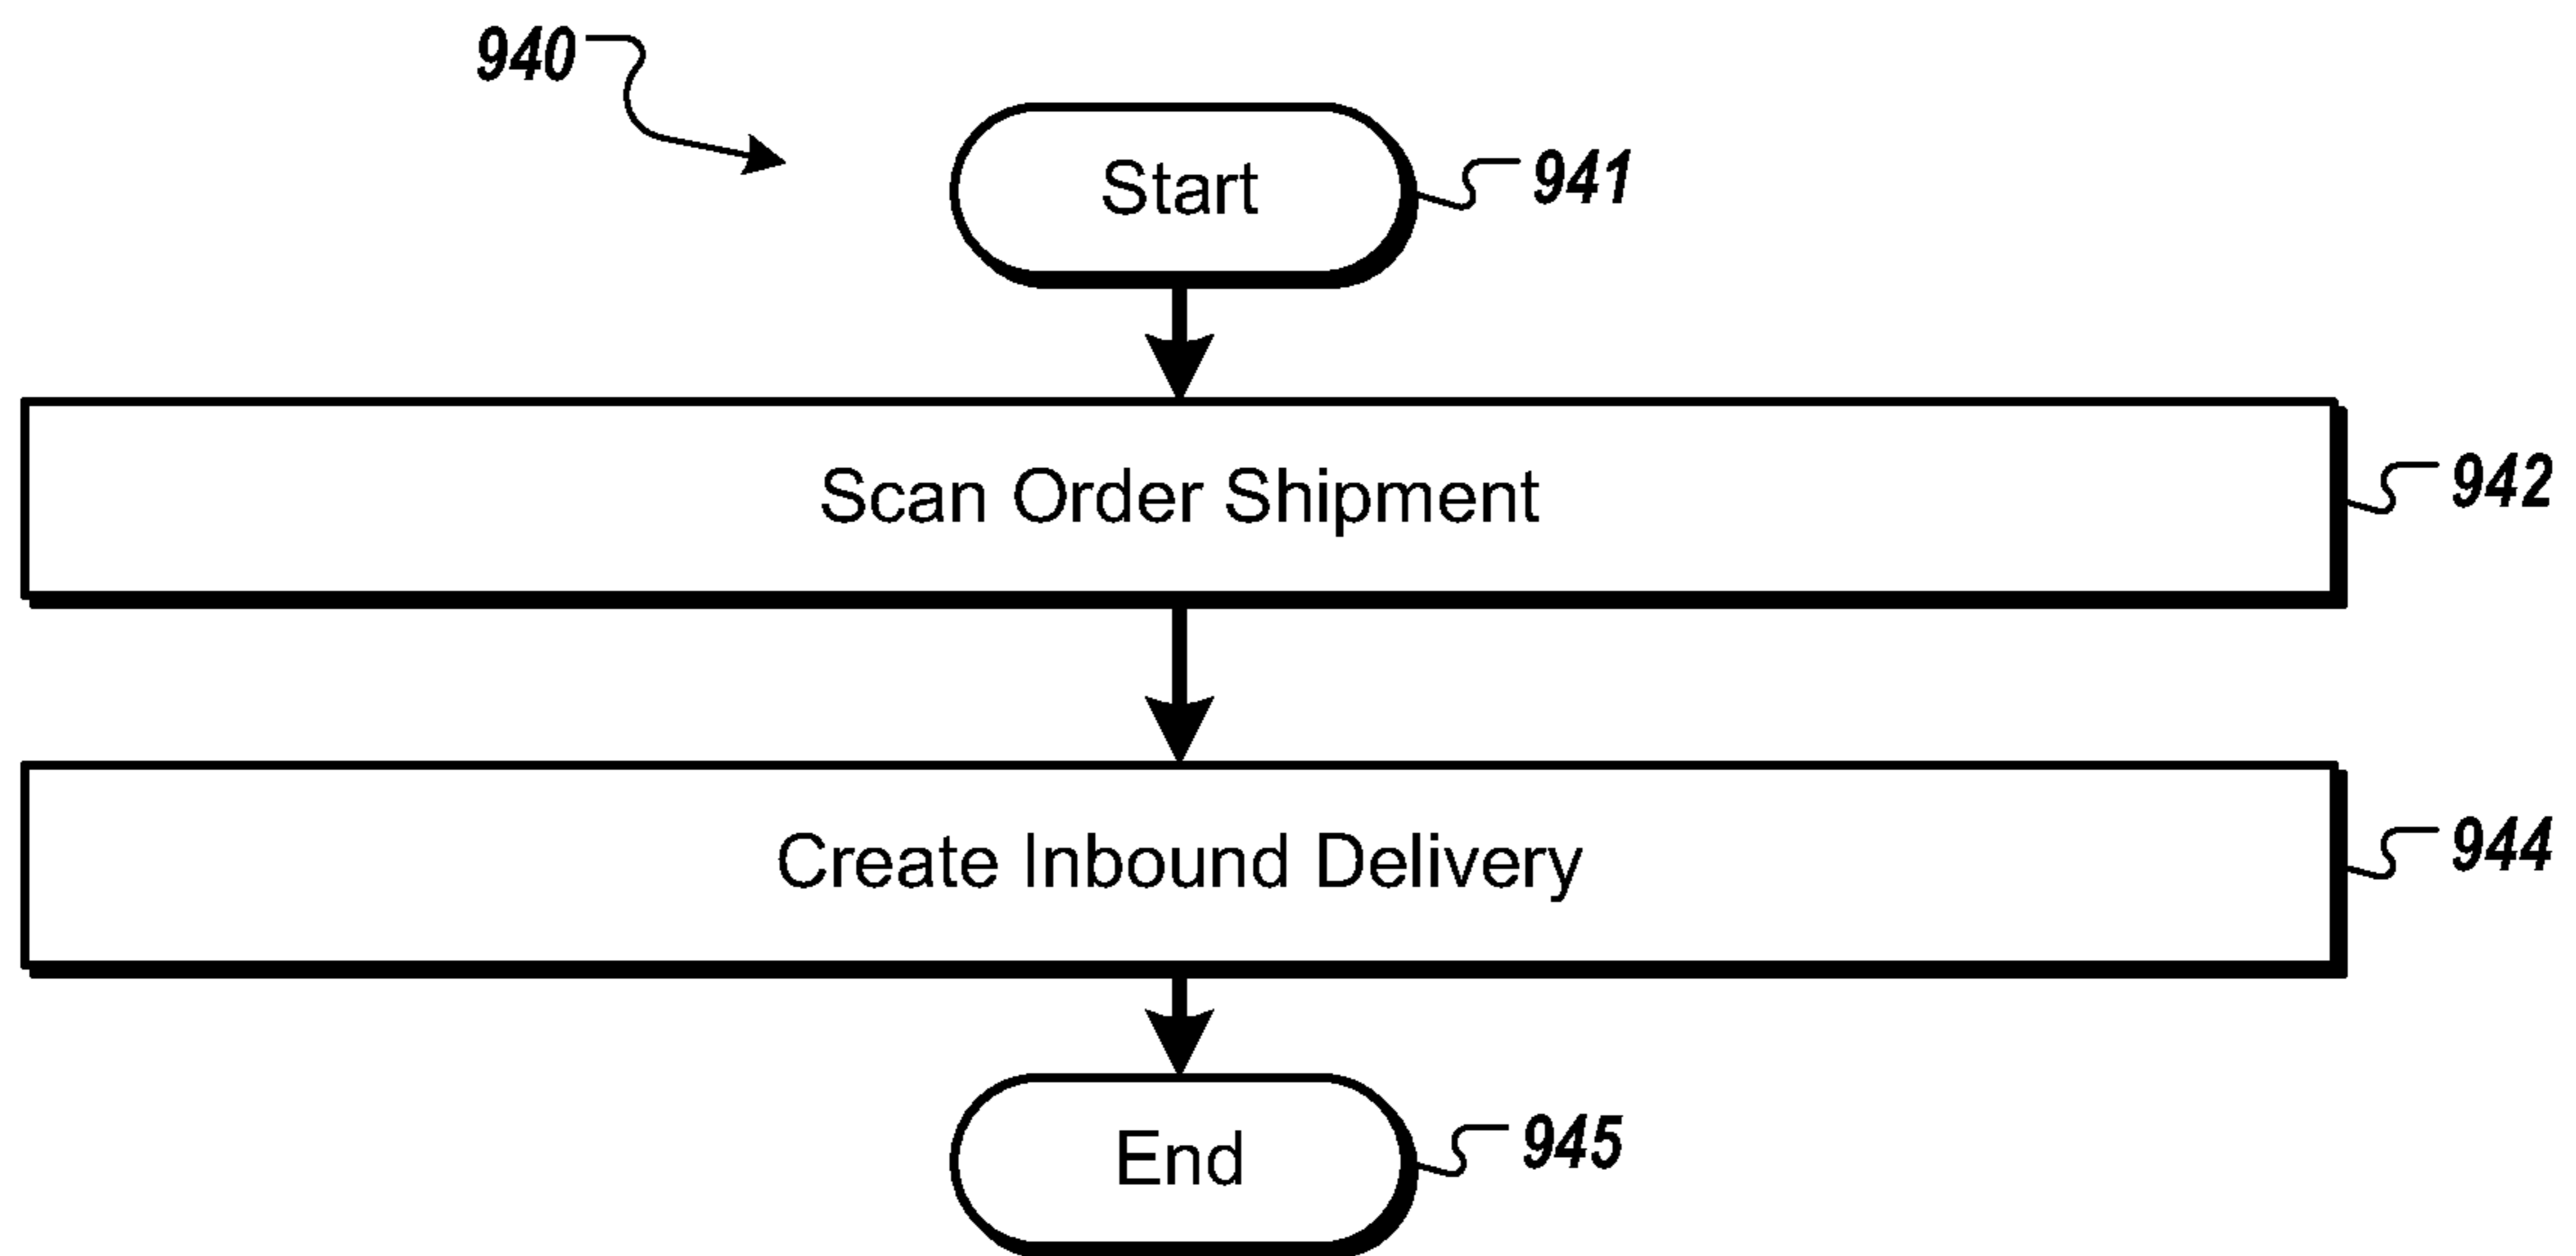 940
Start
941
Scan Order Shipment
942
Create Inbound Delivery
944
End
945